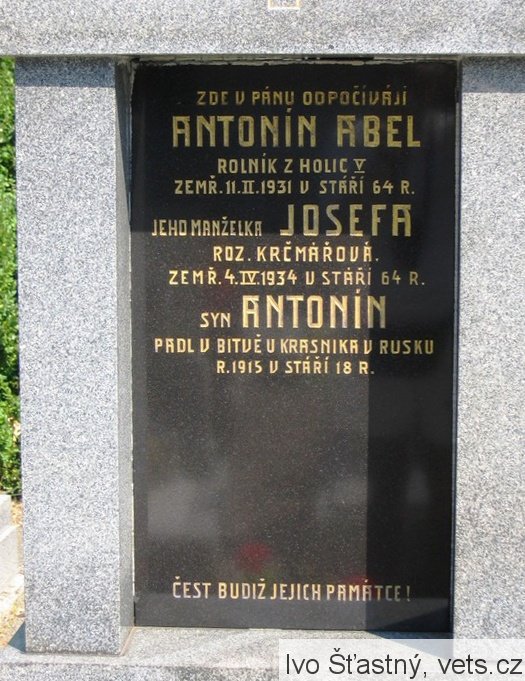 ZDE V PÁNU ODPOČÍVÁJÍ
ANTONÍN ABEL
ROLNÍK Z HOLIC V
ZEMŘ. 11. II. 1931 V STÁŘÍ 64 R.
JEHO MANŽELKA JOSEFA
ROZ. KRČMÁŘOVÁ.
ZEMŘ. 4. IV. 1934 V STÁŘÍ 64 R.
SYN ANTONÍN
PADL V BITVĚ U KRASNIKA V RUSKU
R. 1915 V STÁŘÍ 18 R.
ČEST BUDIŽ JEJICH PAMÁTCE!
Ivo Šťastný, vets.cz